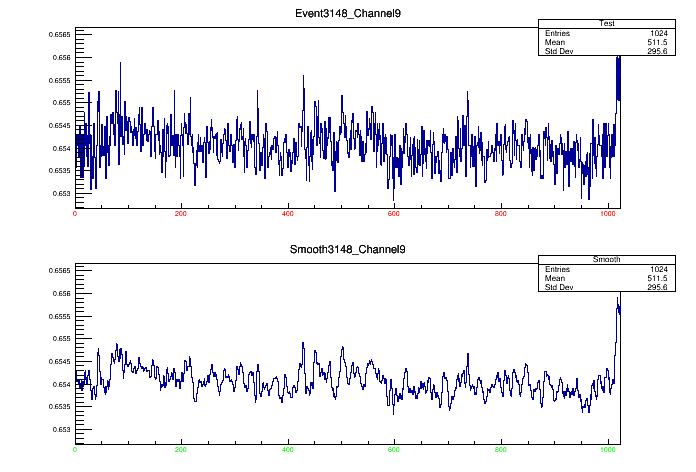 Event3148_Channel9
Test
Entries 1024
Mean 511.5
Std Dev 295.6
0.6565
0.656
0.6555
0.655
0.6545
0.654
0.6535
0.653
0 200 400 600 800 1000
Smooth3148_Channel9
Smooth
Entries 1024
Mean 511.5
Std Dev 295.6
0.6565
0.656
0.6555
0.655
0.6545
0.654
0.6535
0.653
0 200 400 600 800 1000